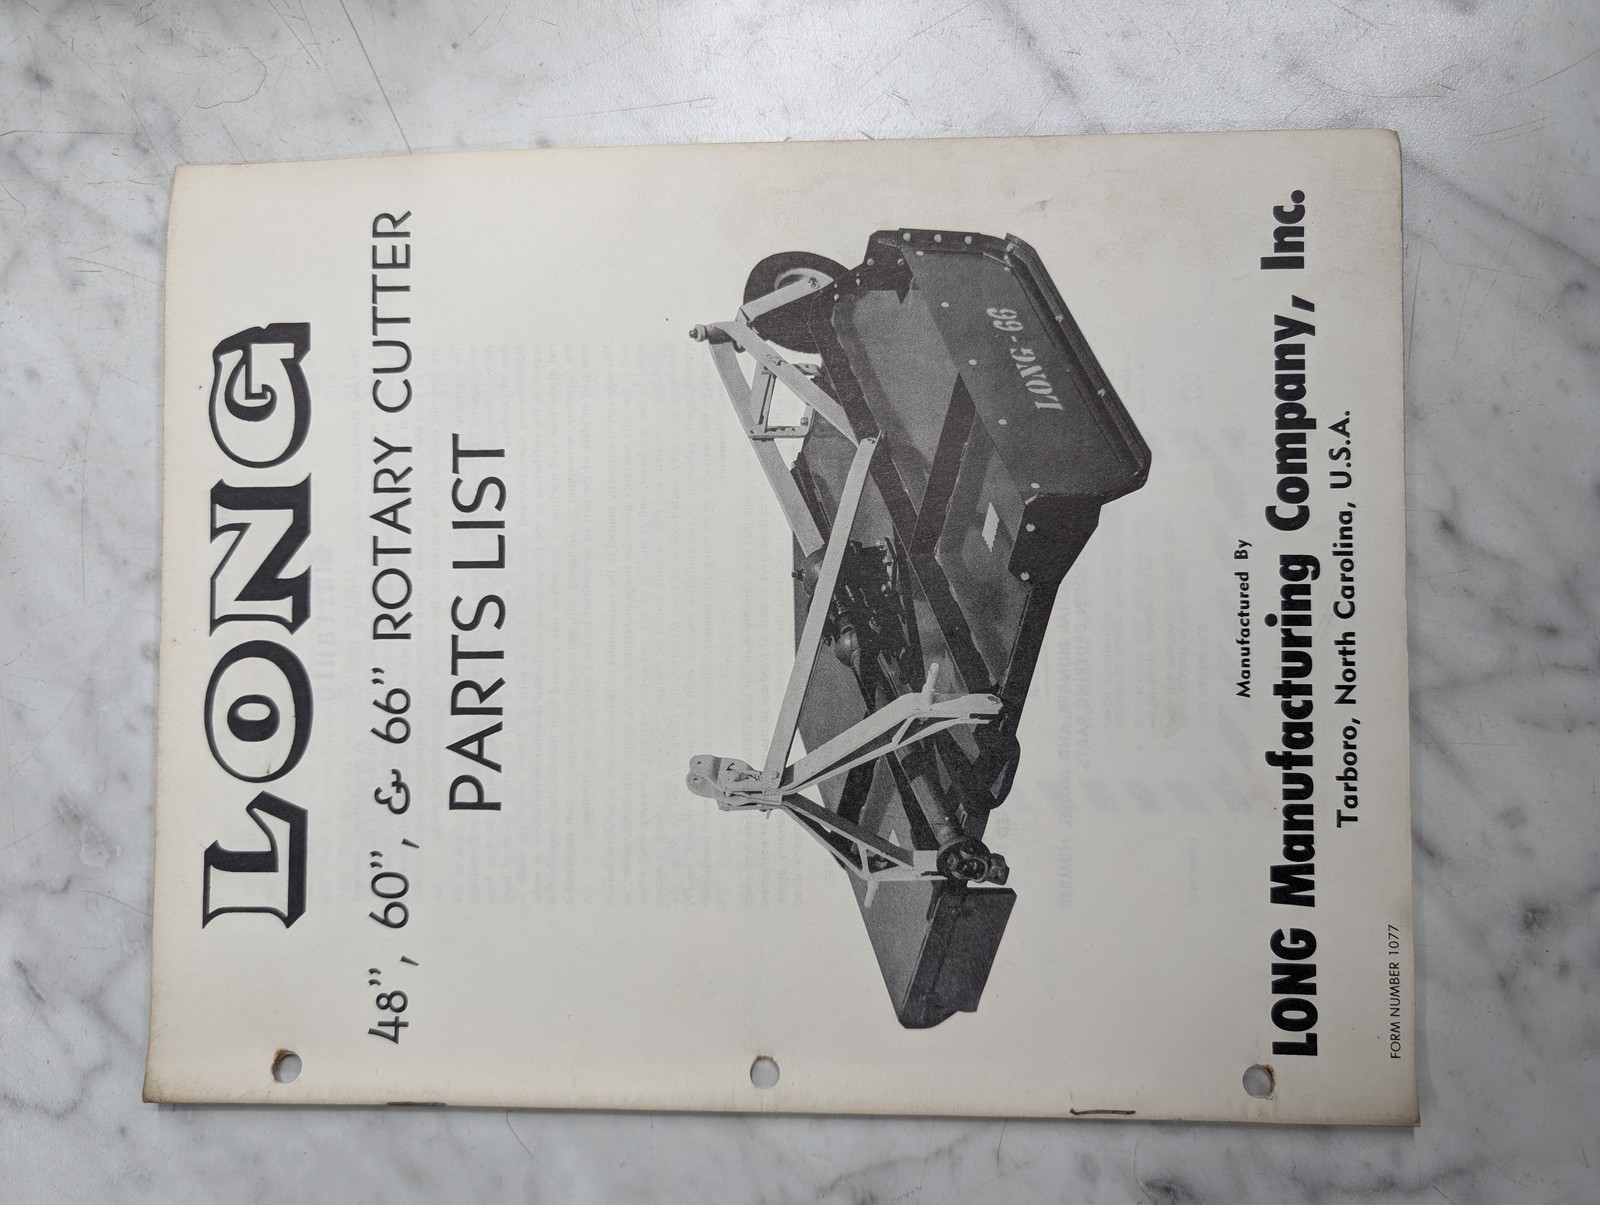 LONG
48", 60", & 66" ROTARY CUTTER
PARTS LIST
LONG-66
Manufactured By
LONG Manufacturing Company, Inc.
Tarboro, North Carolina, U.S.A.
FORM NUMBER 1077